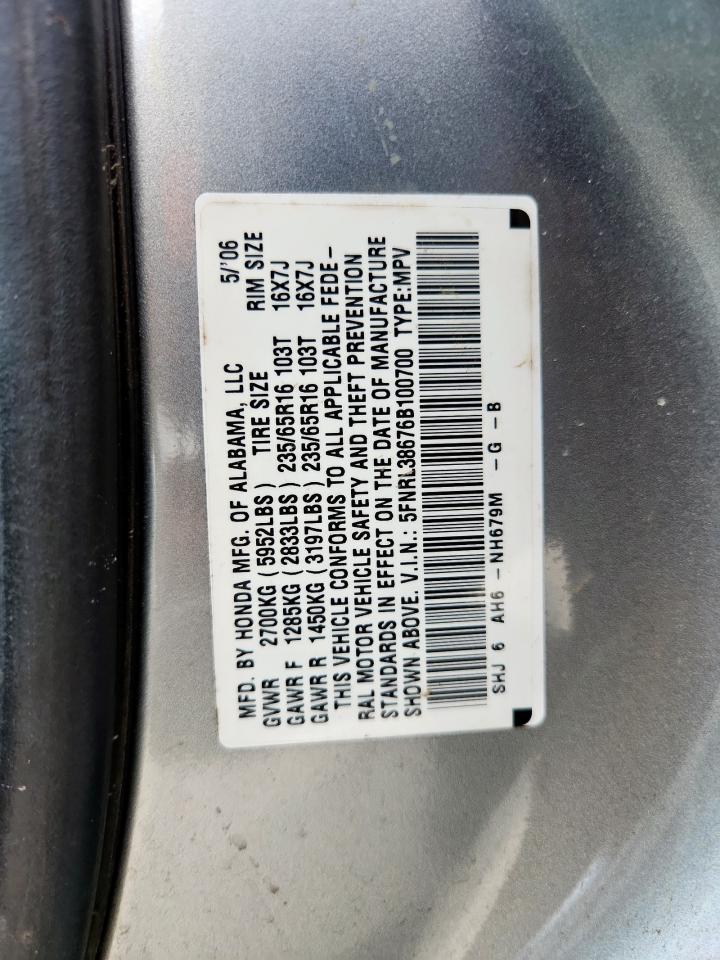 MFD. BY HONDA MFG. OF ALABAMA, LLC 5/'06
GVWR 2700KG ( 5952LBS ) TIRE SIZE RIM SIZE
GAWR F 1285KG ( 2833LBS ) 235/65R16 103T 16X7J
GAWR R 1450KG ( 3197LBS ) 235/65R16 103T 16X7J
THIS VEHICLE CONFORMS TO ALL APPLICABLE FEDE-
RAL MOTOR VEHICLE SAFETY AND THEFT PREVENTION
STANDARDS IN EFFECT ON THE DATE OF MANUFACTURE
SHOWN ABOVE. V.I.N.: 5FNRL38676B100700 TYPE:MPV
SHJ 6 AH6 -NH679M -G -B